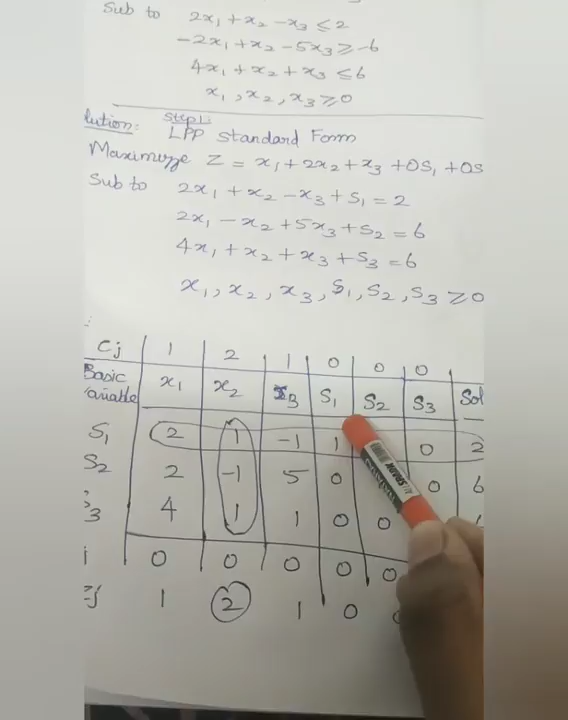 Sub to 2x₁ + x₂ - x₃ ≤ 2
-2x₁ + x₂ - 5x₃ ≥ -6
4x₁ + x₂ + x₃ ≤ 6
x₁, x₂, x₃ ≥ 0
lution: Step 1:
LPP Standard Form
Maximize Z = x₁ + 2x₂ + x₃ + 0S₁ + 0S
Sub to 2x₁ + x₂ - x₃ + S₁ = 2
2x₁ - x₂ + 5x₃ + S₂ = 6
4x₁ + x₂ + x₃ + S₃ = 6
x₁, x₂, x₃, S₁, S₂, S₃ ≥ 0
Cj 1 2 1 0 0 0
Basic variable x₁ x₂ x₃ S₁ S₂ S₃ Sol
S₁ 2 1 -1 1 0 2
S₂ 2 -1 5 0 0 6
S₃ 4 1 1 0 0
j 0 0 0 0 0
Zj 1 2 1 0